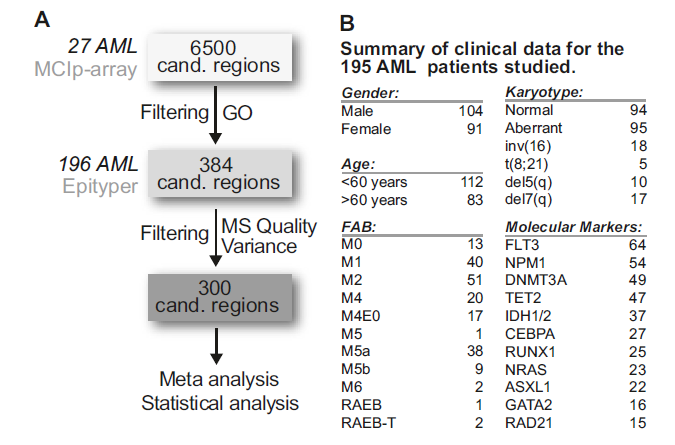 A
27 AML
MCIp-array
6500
cand. regions
Filtering
GO
196 AML
Epityper
384
cand. regions
Filtering
MS Quality
Variance
300
cand. regions
Meta analysis
Statistical analysis
B
Summary of clinical data for the
195 AML patients studied.
Gender:
Male 104
Female 91
Age:
<60 years 112
>60 years 83
FAB:
M0 13
M1 40
M2 51
M4 20
M4E0 17
M5 1
M5a 38
M5b 9
M6 2
RAEB 1
RAEB-T 2
Karyotype:
Normal 94
Aberrant 95
inv(16) 18
t(8;21) 5
del5(q) 10
del7(q) 17
Molecular Markers:
FLT3 64
NPM1 54
DNMT3A 49
TET2 47
IDH1/2 37
CEBPA 27
RUNX1 25
NRAS 23
ASXL1 22
GATA2 16
RAD21 15